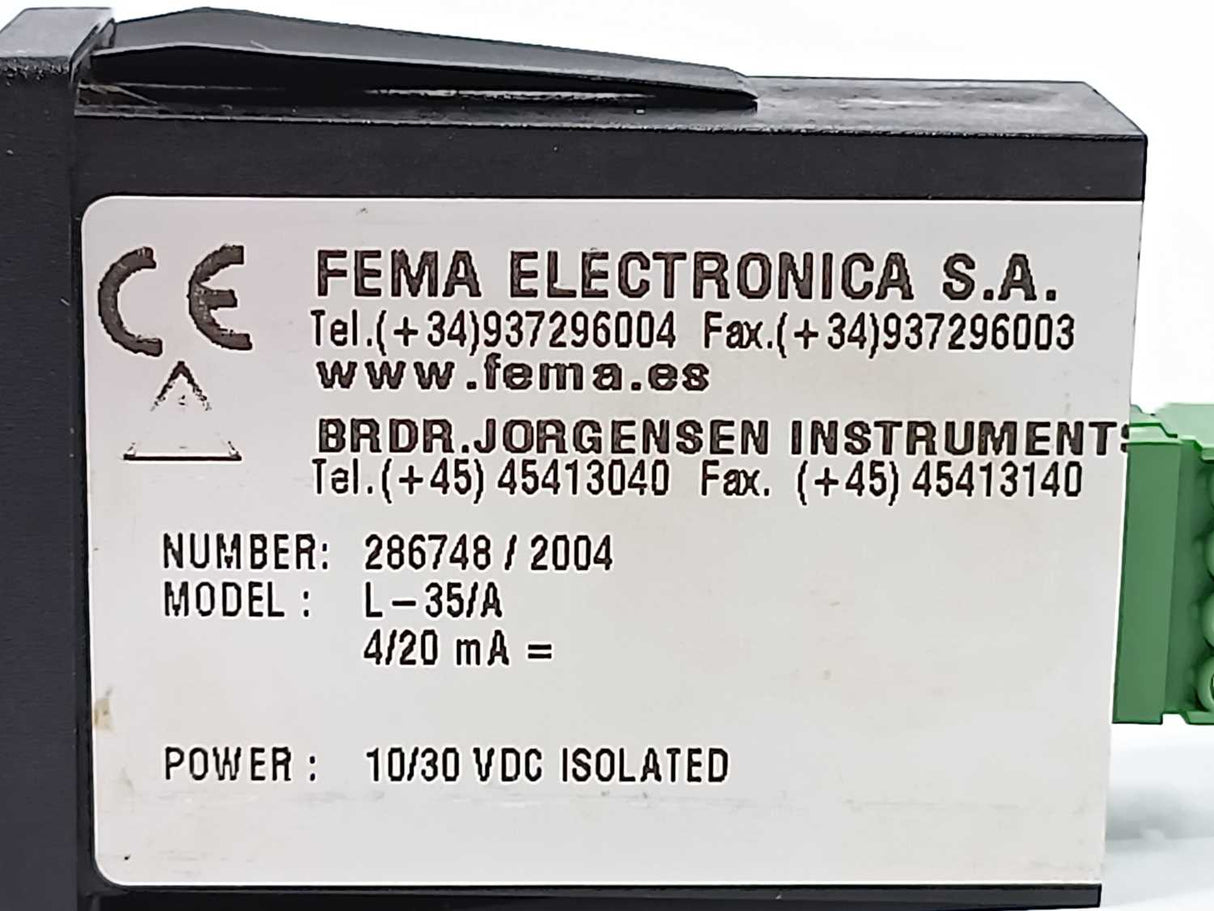 CE
FEMA ELECTRONICA S.A.
Tel.(+34)937296004 Fax.(+34)937296003
www.fema.es
BRDR.JORGENSEN INSTRUMENTS
Tel.(+45) 45413040 Fax. (+45) 45413140
NUMBER: 286748 / 2004
MODEL : L-35/A
4/20 mA =
POWER : 10/30 VDC ISOLATED